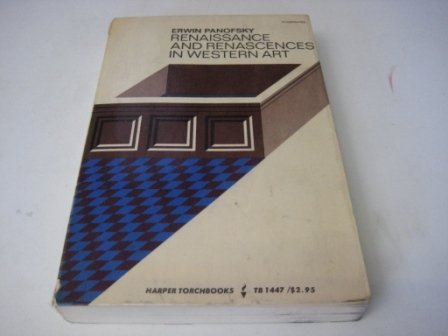 ERWIN PANOFSKY
RENAISSANCE
AND RENASCENCES
IN WESTERN ART
HARPER TORCHBOOKS TB 1447 /$2.95